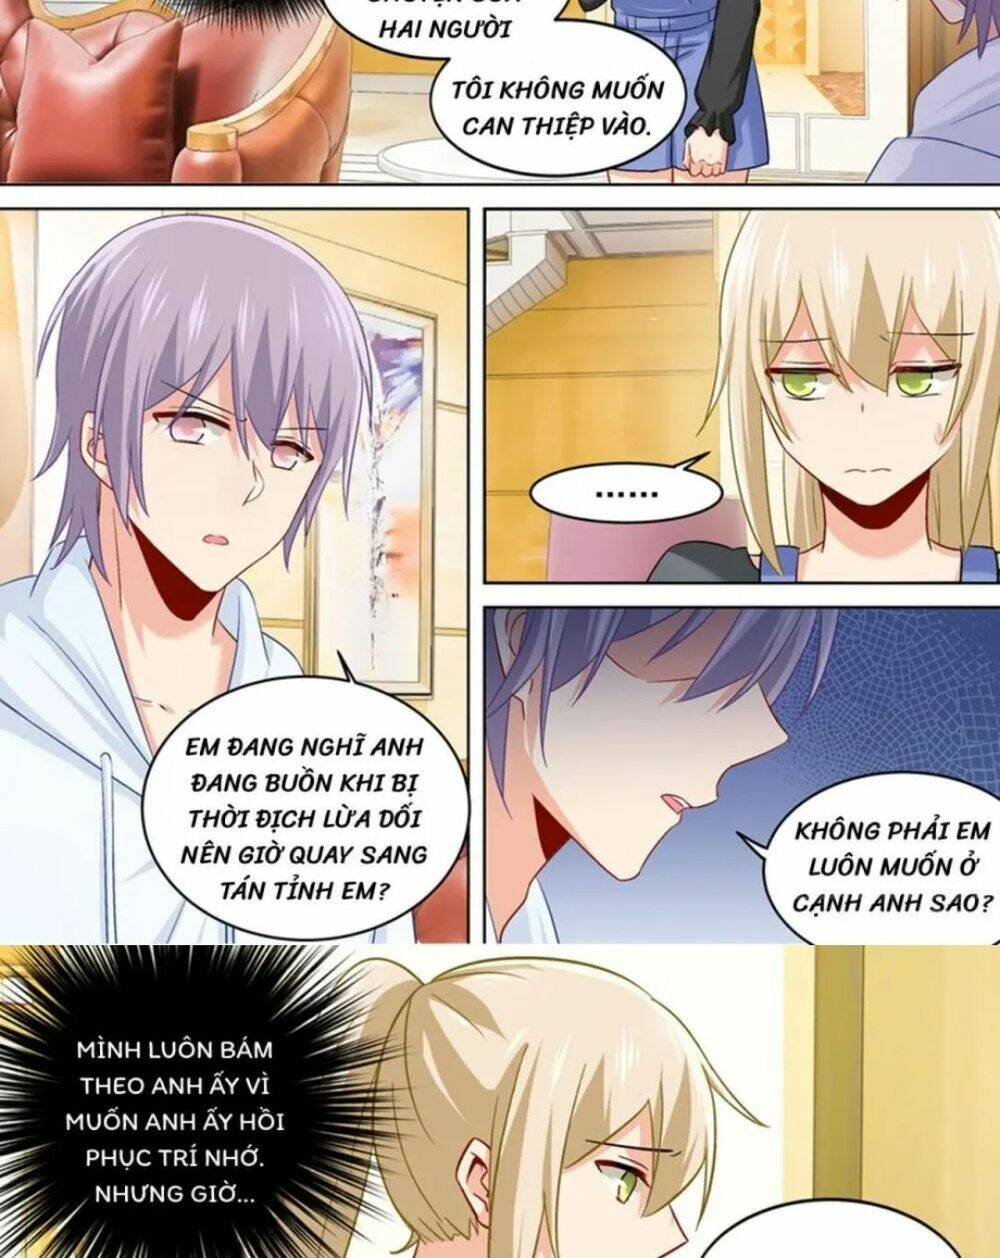 HAI NGƯỜI
TÔI KHÔNG MUỐN
CAN THIỆP VÀO.
......
EM ĐANG NGHĨ ANH
ĐANG BUỒN KHI BỊ
THỜI ĐỊCH LỪA DỐI
NÊN GIỜ QUAY SANG
TÁN TỈNH EM?
KHÔNG PHẢI EM
LUÔN MUỐN Ở
CẠNH ANH SAO?
MÌNH LUÔN BÁM
THEO ANH ẤY VÌ
MUỐN ANH ẤY HỒI
PHỤC TRÍ NHỚ.
NHƯNG GIỜ...